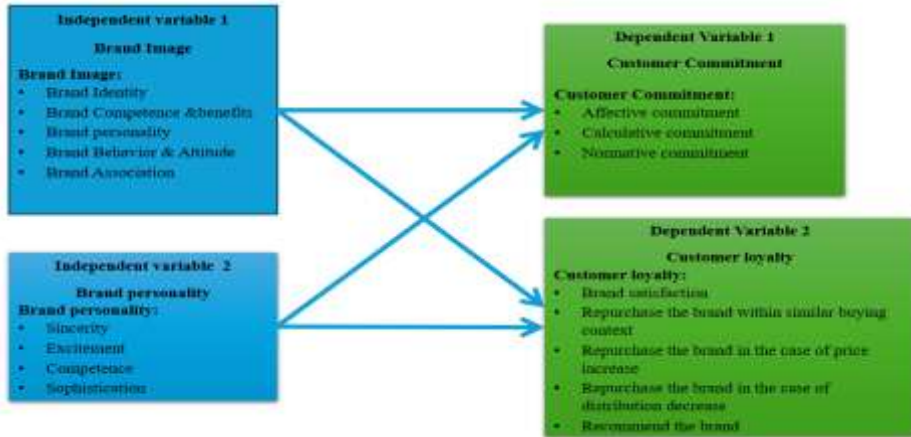 Independent variable 1
Brand Image
Brand Image:
• Brand Identity
• Brand Competence &benefits
• Brand personality
• Brand Behavior & Attitude
• Brand Association
Independent variable 2
Brand personality
Brand personality:
• Sincerity
• Excitement
• Competence
• Sophistication
Dependent Variable 1
Customer Commitment
Customer Commitment:
• Affective commitment
• Calculative commitment
• Normative commitment
Dependent Variable 2
Customer loyalty
Customer loyalty:
• Brand satisfaction
• Repurchase the brand within similar buying
context
• Repurchase the brand in the case of price
increase
• Repurchase the brand in the case of
distribution decrease
• Recommend the brand